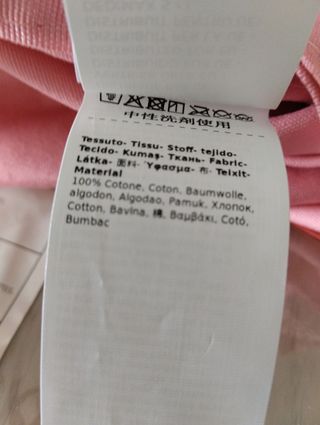 中性洗劑使用
Tessuto- Tissu- Stoff- tejido-
Tecido- Kumaş- Ткань- Fabric-
Látka- 面料- Ύφασμα- 布- Teixit-
Material
100% Cotone, Coton, Baumwolle,
algodon, Algodao, Pamuk, Хлопок,
Cotton, Bavlna, 棉, Βαμβάκι, Cotó,
Bumbac